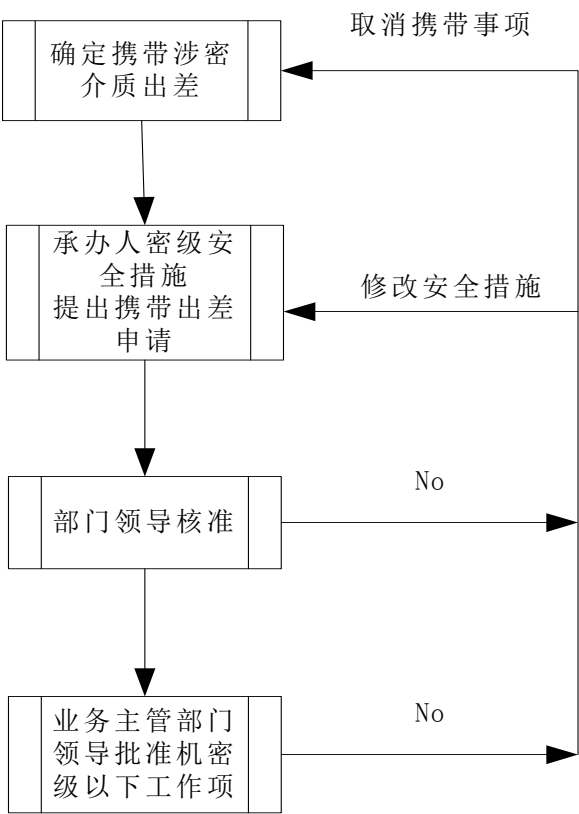 取消携带事项
确定携带涉密
介质出差
承办人密级安
全措施
提出携带出差
申请
修改安全措施
部门领导核准
No
业务主管部门
领导批准机密
级以下工作项
No